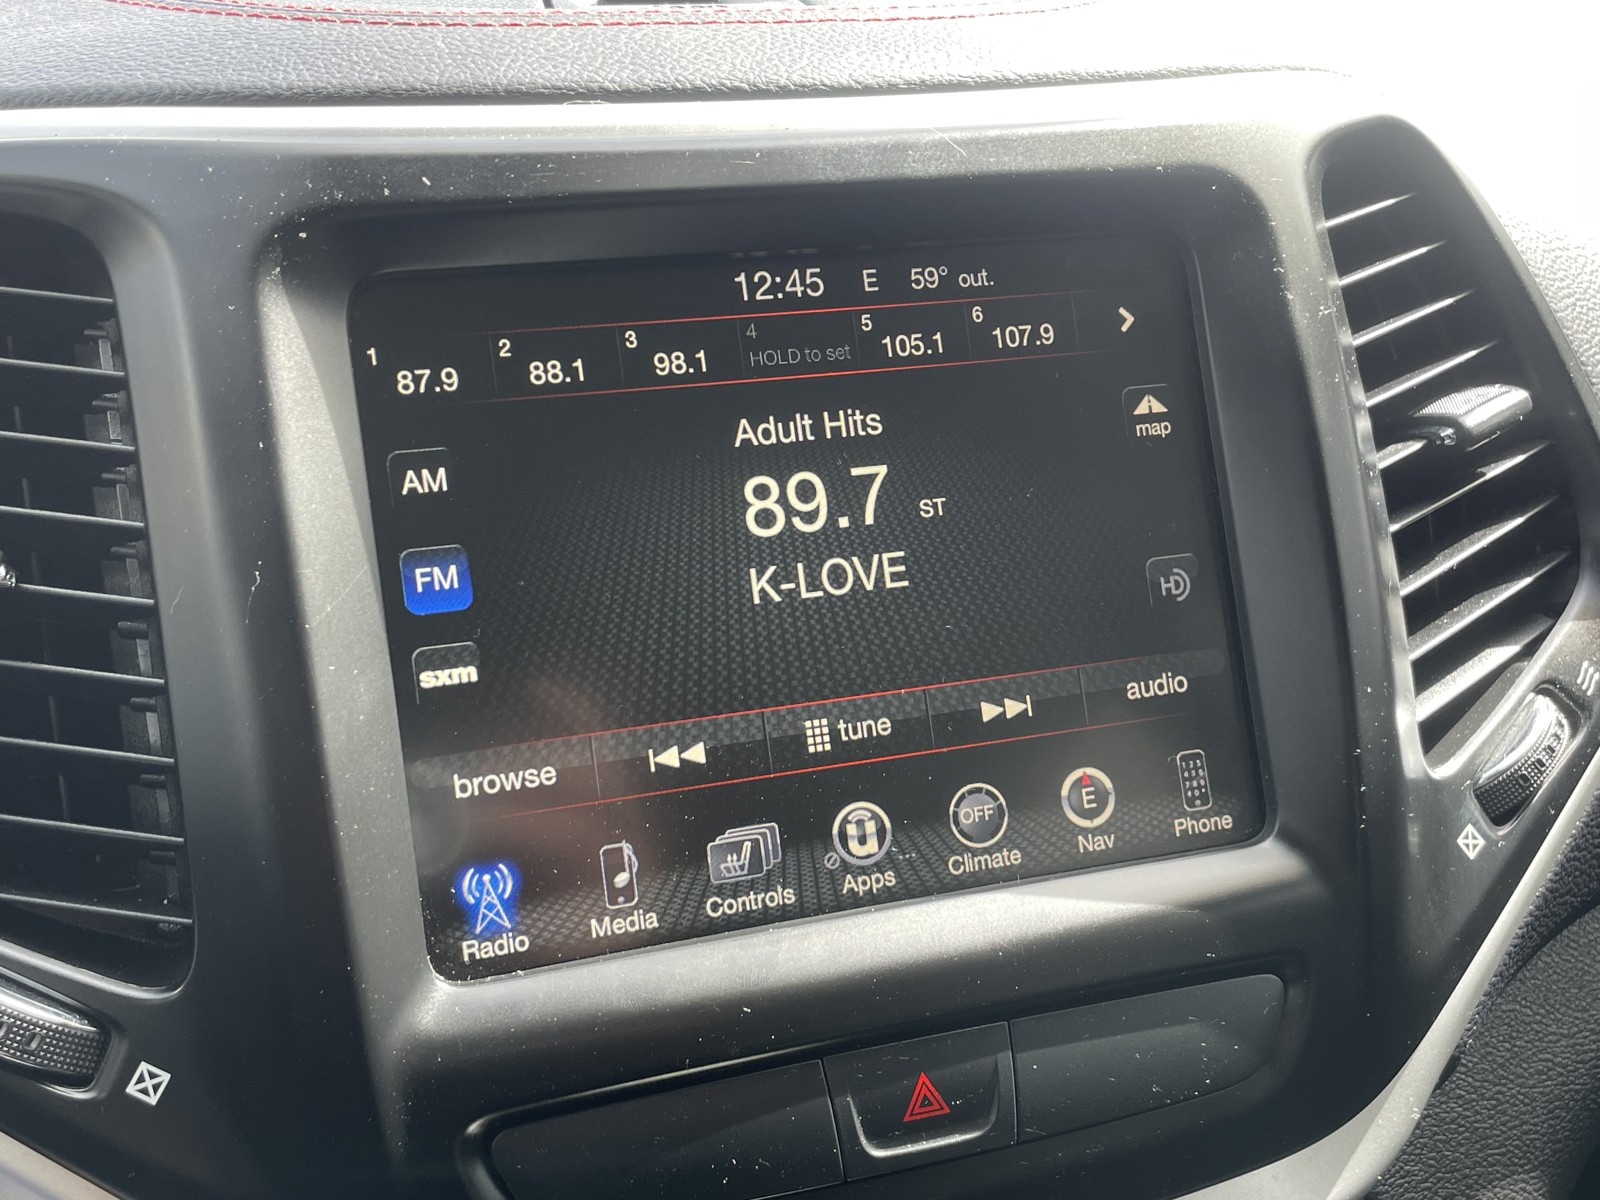 12:45 E 59° out.
1 87.9 2 88.1 3 98.1 4 HOLD to set 5 105.1 6 107.9
Adult Hits
map
AM
89.7 ST
FM
K-LOVE
HD
sxm
browse tune audio
Radio Media Controls Apps Climate Nav Phone
OFF
E